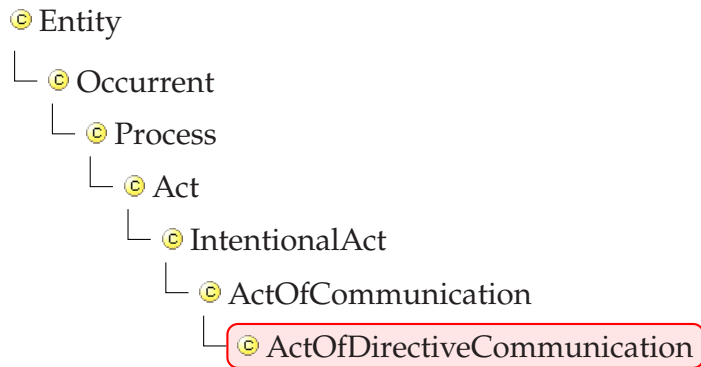 Entity
Occurrent
Process
Act
IntentionalAct
ActOfCommunication
ActOfDirectiveCommunication